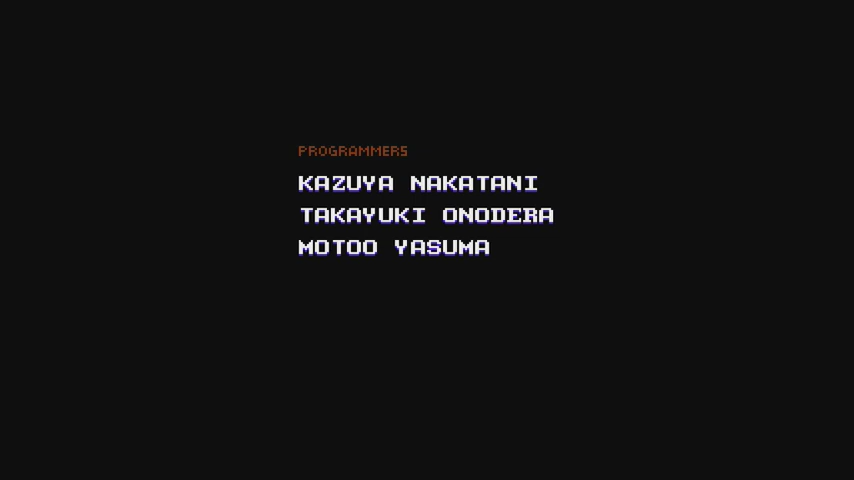 PROGRAMMERS
KAZUYA NAKATANI
TAKAYUKI ONODERA
MOTOO YASUMA